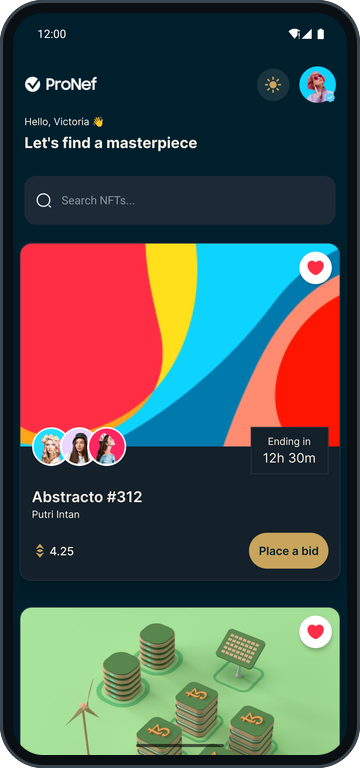 12:00
ProNef
Hello, Victoria 👋
Let's find a masterpiece
Search NFTs...
Ending in
12h 30m
Abstracto #312
Putri Intan
4.25
Place a bid